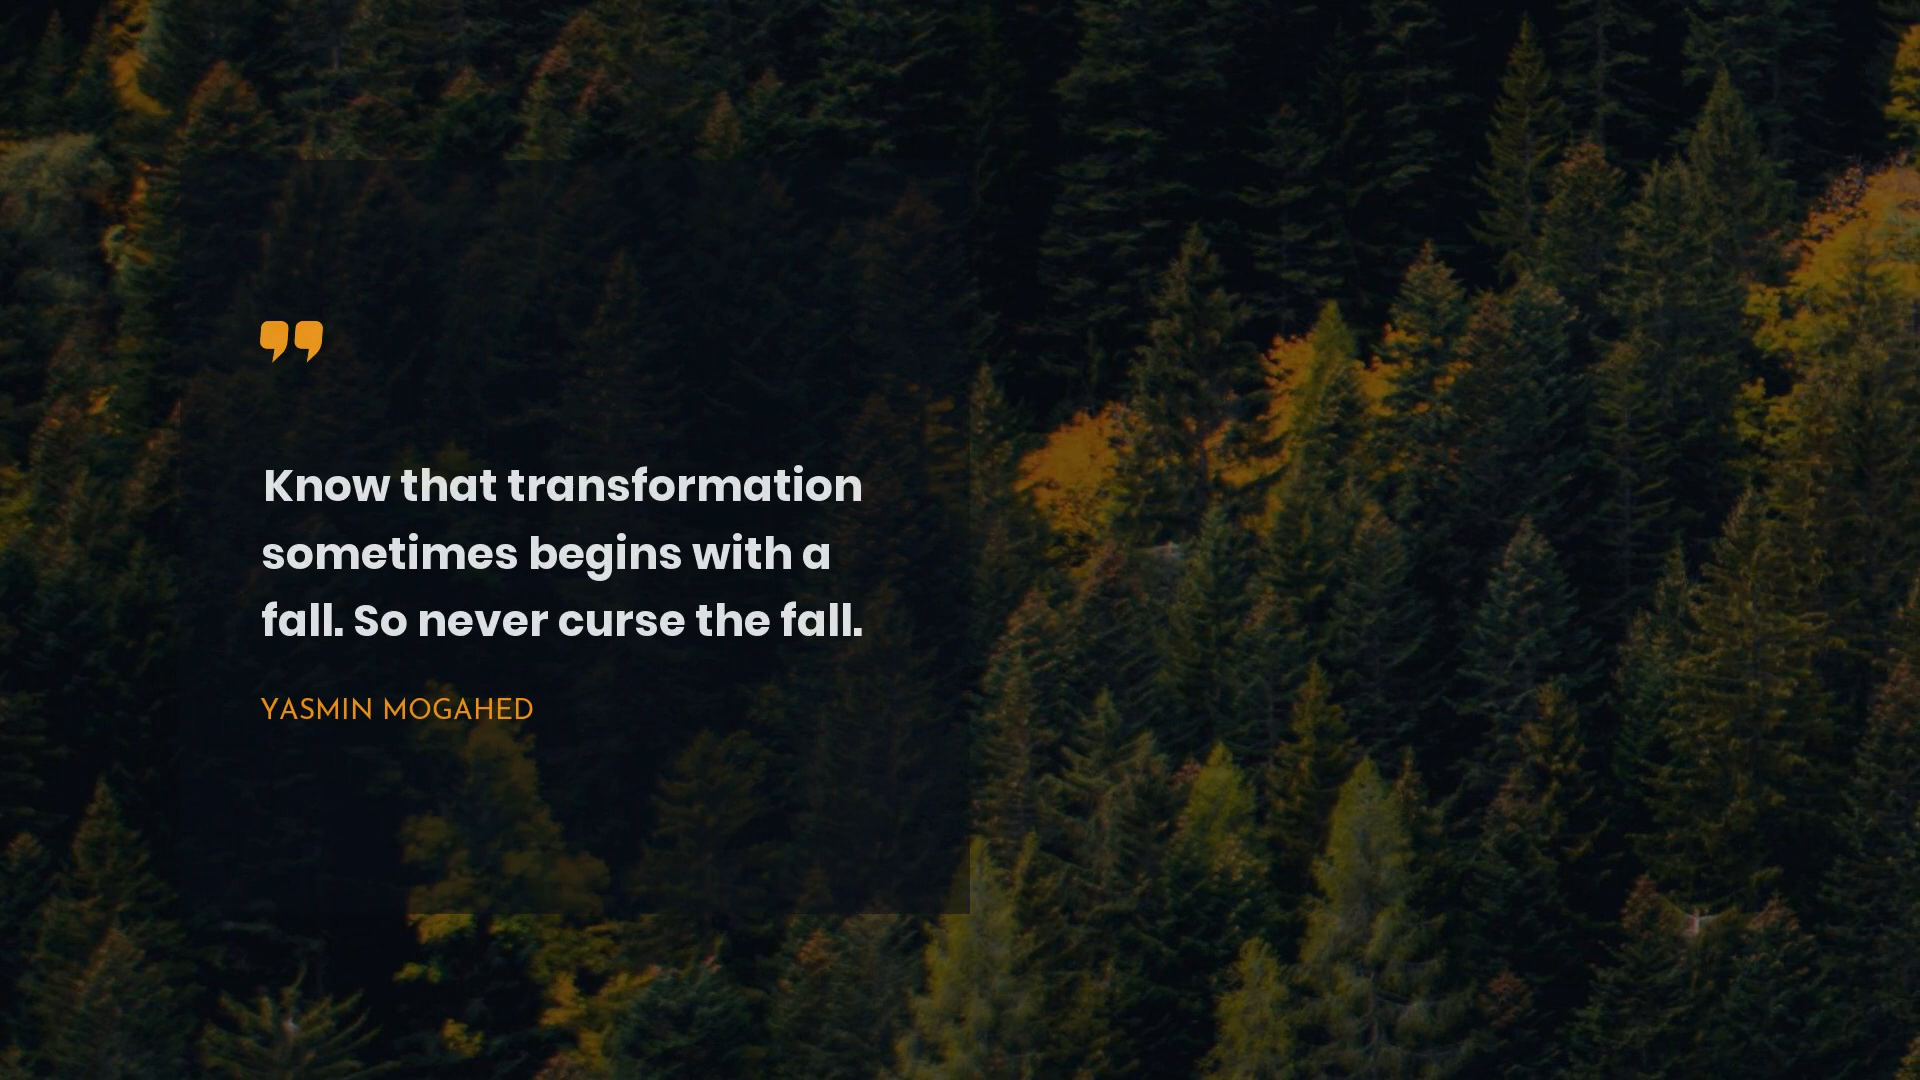 Know that transformation
sometimes begins with a
fall. So never curse the fall.
YASMIN MOGAHED